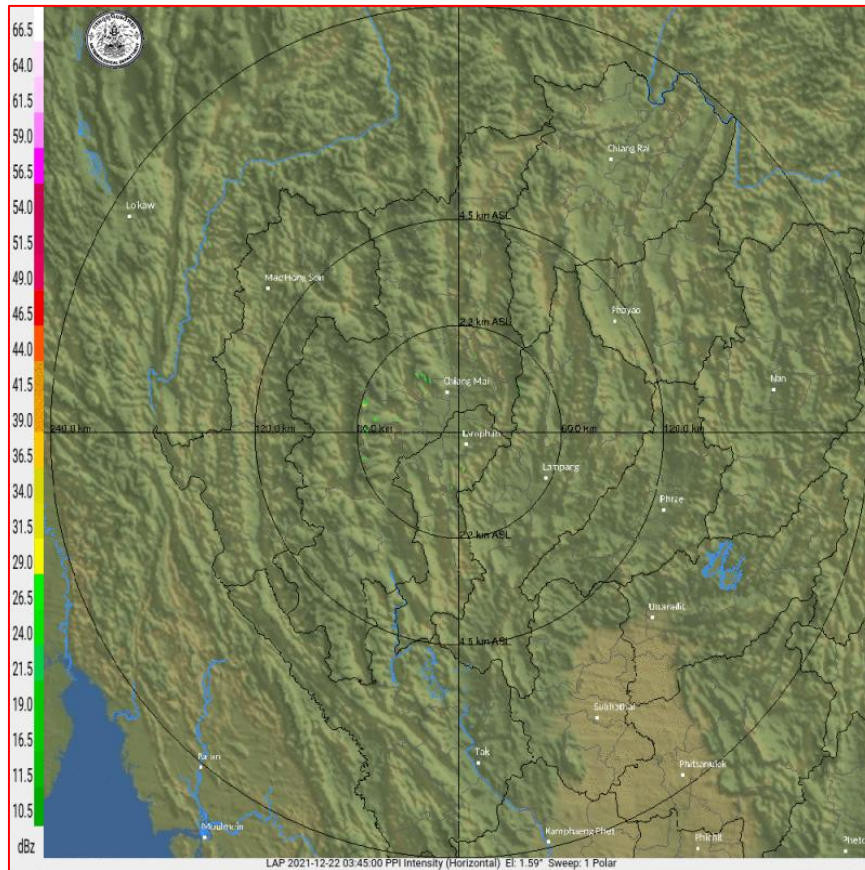 66.5
64.0
61.5
59.0
56.5
54.0
51.5
49.0
46.5
44.0
41.5
39.0
36.5
34.0
31.5
29.0
26.5
24.0
21.5
19.0
16.5
14.0
11.5
10.5
dBz
Chiang Rai
Loikaw
4.5 km ASL
Mae Hong Son
Phayao
2.2 km ASL
Chiang Mai
Nan
240.0 km
120.0 km
60.0 km
60.0 km
120.0 km
Lamphun
Lampang
Phrae
2.2 km ASL
Uttaradit
4.5 km ASL
Sukhothai
Tak
Pa'an
Phitsanulok
Moulmein
Kamphaeng Phet
Phichit
LAP 2021-12-22 03:45:00 PPI Intensity (Horizontal) El: 1.59° Sweep: 1 Polar